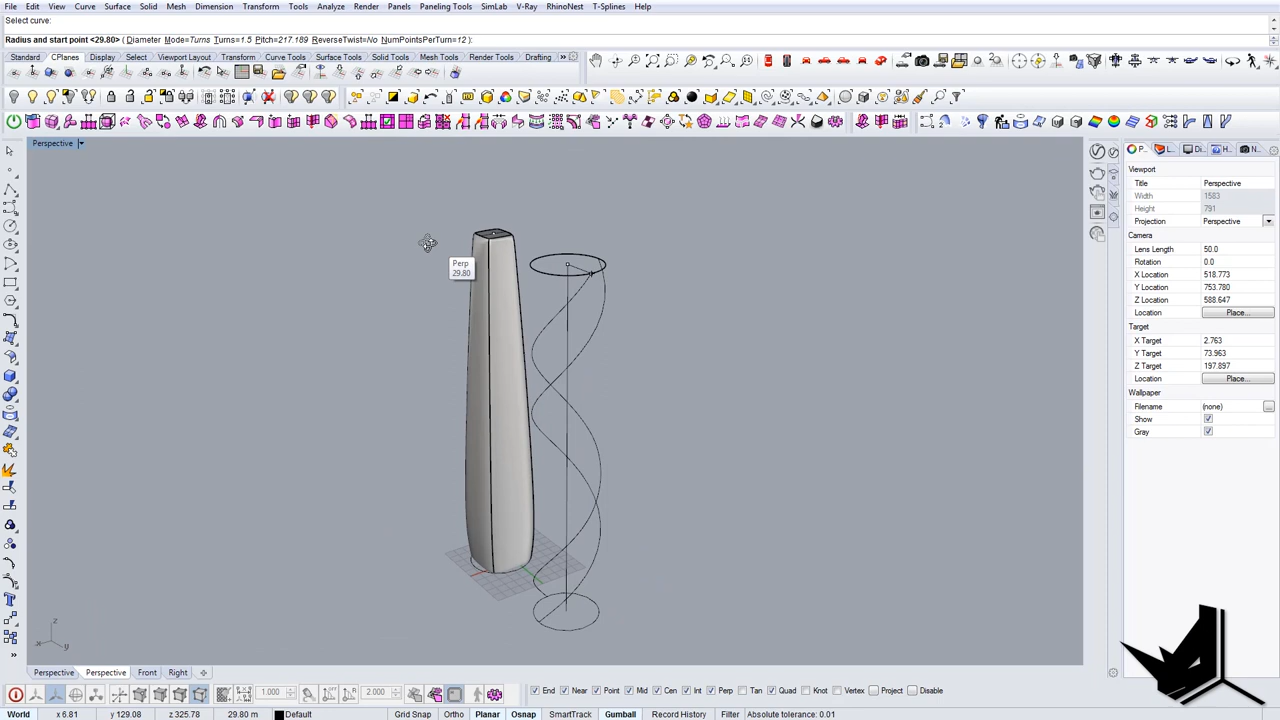 File Edit View Curve Surface Solid Mesh Dimension Transform Tools Analyze Render Panels Paneling Tools SimLab V-Ray RhinoNest T-Splines Help
Select curve:
Radius and start point <29.80> ( Diameter Mode=Turns Turns=1.5 Pitch=217.189 ReverseTwist=No NumPointsPerTurn=12 ):
Standard CPlanes Display Select Viewport Layout Transform Curve Tools Surface Tools Solid Tools Mesh Tools Render Tools Drafting
Perspective
P... L... Di... H... N...
Viewport
Title Perspective
Width 1583
Height 791
Projection Perspective
Camera
Lens Length 50.0
Rotation 0.0
X Location 518.773
Y Location 753.780
Z Location 588.647
Location Place...
Target
X Target 2.763
Y Target 73.963
Z Target 197.897
Location Place...
Wallpaper
Filename (none) ...
Show
Gray
Perp
29.80
z
x y
Perspective Perspective Front Right
1.000 2.000 End Near Point Mid Cen Int Perp Tan Quad Knot Vertex Project Disable
World x 6.81 y 129.08 z 325.78 29.80 m Default Grid Snap Ortho Planar Osnap SmartTrack Gumball Record History Filter Absolute tolerance: 0.01